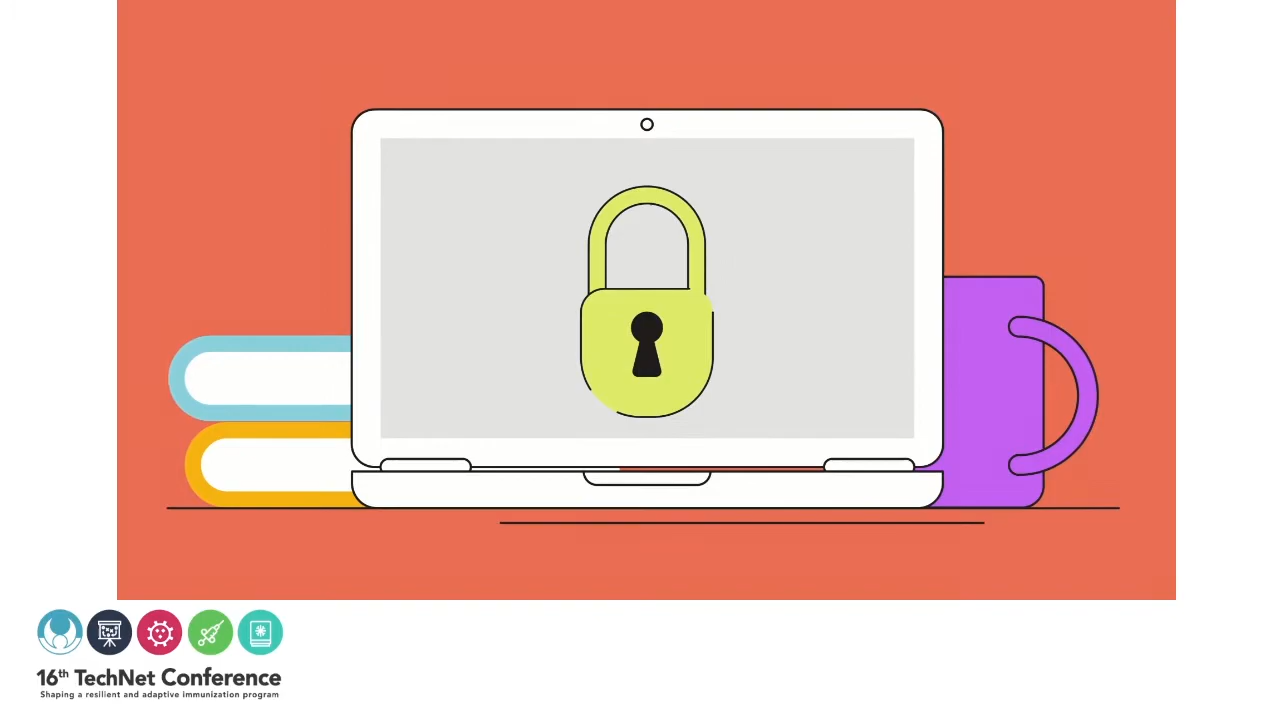 16th TechNet Conference
Shaping a resilient and adaptive immunization program